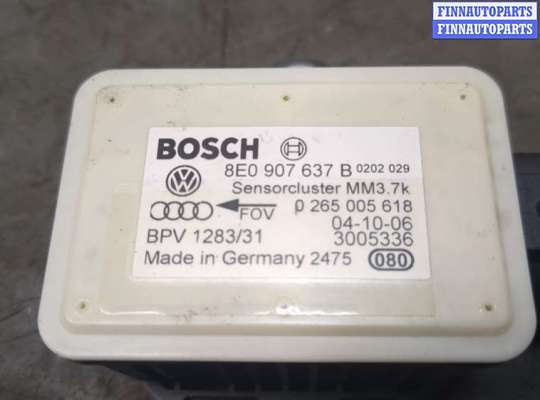 FINNAUTOPARTS
FINNAUTOPARTS
BOSCH
8E0 907 637 B 0202 029
Sensorcluster MM3.7k
FOV 0 265 005 618
04-10-06
BPV 1283/31 3005336
Made in Germany 2475 080